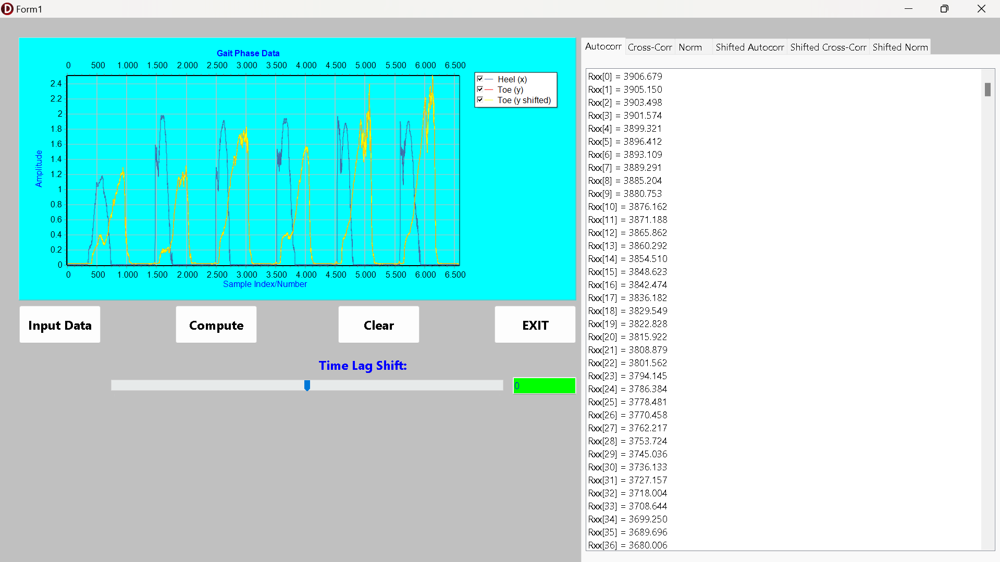 Form1
Gait Phase Data
0 500 1.000 1.500 2.000 2.500 3.000 3.500 4.000 4.500 5.000 5.500 6.000 6.500
2.4
2.2
2
1.8
1.6
1.4
1.2
1
0.8
0.6
0.4
0.2
0
Amplitude
0 500 1.000 1.500 2.000 2.500 3.000 3.500 4.000 4.500 5.000 5.500 6.000 6.500
Sample Index/Number
Heel (x)
Toe (y)
Toe (y shifted)
Input Data Compute Clear EXIT
Time Lag Shift:
0
Autocorr Cross-Corr Norm Shifted Autocorr Shifted Cross-Corr Shifted Norm
Rxx[0] = 3906.679
Rxx[1] = 3905.150
Rxx[2] = 3903.498
Rxx[3] = 3901.574
Rxx[4] = 3899.321
Rxx[5] = 3896.412
Rxx[6] = 3893.109
Rxx[7] = 3889.291
Rxx[8] = 3885.204
Rxx[9] = 3880.753
Rxx[10] = 3876.162
Rxx[11] = 3871.188
Rxx[12] = 3865.862
Rxx[13] = 3860.292
Rxx[14] = 3854.510
Rxx[15] = 3848.623
Rxx[16] = 3842.474
Rxx[17] = 3836.182
Rxx[18] = 3829.549
Rxx[19] = 3822.828
Rxx[20] = 3815.922
Rxx[21] = 3808.879
Rxx[22] = 3801.562
Rxx[23] = 3794.145
Rxx[24] = 3786.384
Rxx[25] = 3778.481
Rxx[26] = 3770.458
Rxx[27] = 3762.217
Rxx[28] = 3753.724
Rxx[29] = 3745.036
Rxx[30] = 3736.133
Rxx[31] = 3727.157
Rxx[32] = 3718.004
Rxx[33] = 3708.644
Rxx[34] = 3699.250
Rxx[35] = 3689.696
Rxx[36] = 3680.006